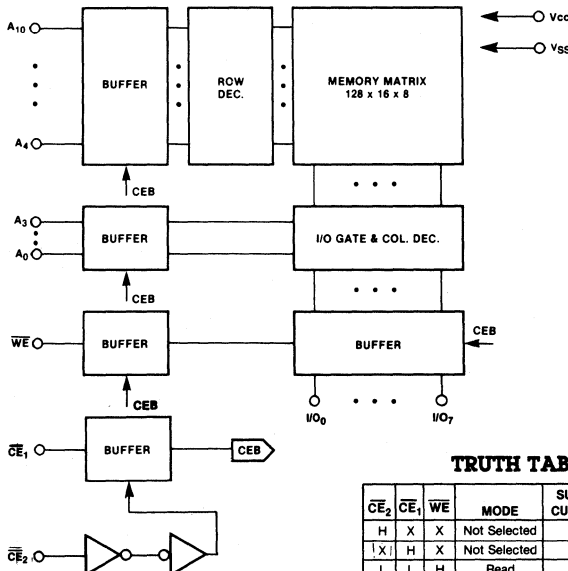 A10
VCC
VSS
BUFFER
ROW DEC.
MEMORY MATRIX
128 x 16 x 8
A4
CEB
A3
A0
BUFFER
I/O GATE & COL. DEC.
CEB
WE
BUFFER
BUFFER
CEB
CEB
I/O0
I/O7
CE1
BUFFER
CEB
CE2
TRUTH TAB
CE2 CE1 WE MODE
H X X Not Selected
X H X Not Selected
L L H Read